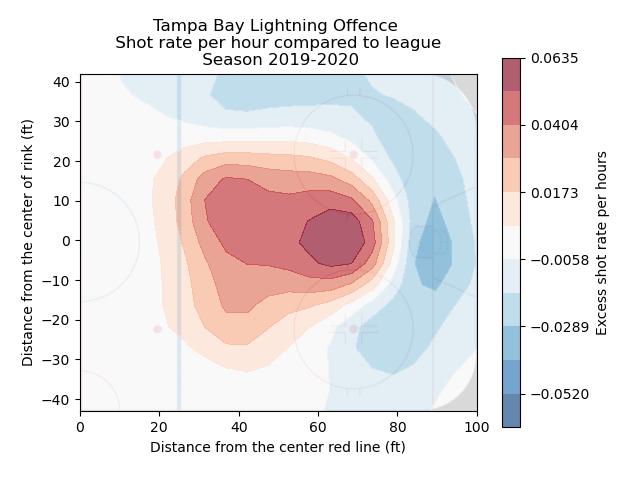 Tampa Bay Lightning Offence
Shot rate per hour compared to league
Season 2019-2020
40
30
20
10
0
−10
−20
−30
−40
Distance from the center of rink (ft)
0 20 40 60 80 100
Distance from the center red line (ft)
0.0635
0.0404
0.0173
−0.0058
−0.0289
−0.0520
Excess shot rate per hours